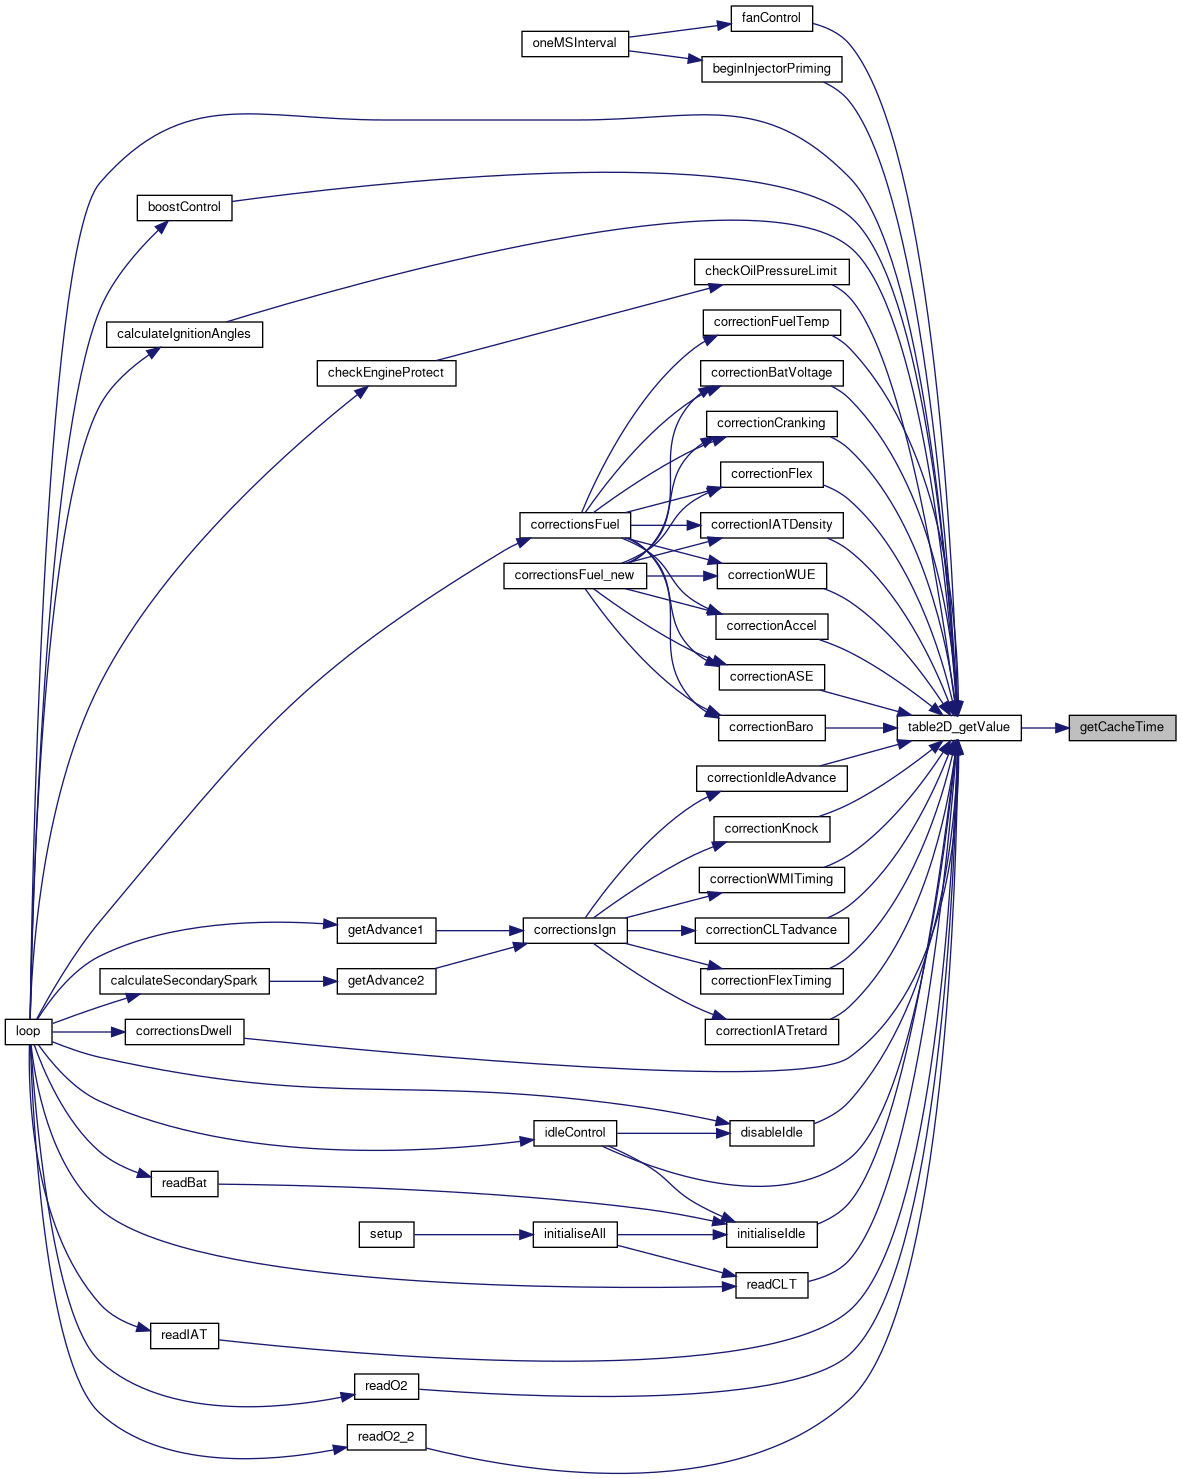 fanControl
oneMSInterval
beginInjectorPriming
boostControl
checkOilPressureLimit
correctionFuelTemp
calculateIgnitionAngles
checkEngineProtect
correctionBatVoltage
correctionCranking
correctionFlex
correctionsFuel
correctionIATDensity
correctionsFuel_new
correctionWUE
correctionAccel
correctionASE
correctionBaro
table2D_getValue
getCacheTime
correctionIdleAdvance
correctionKnock
correctionWMITiming
getAdvance1
correctionsIgn
correctionCLTadvance
calculateSecondarySpark
getAdvance2
correctionFlexTiming
loop
correctionsDwell
correctionIATretard
idleControl
disableIdle
readBat
setup
initialiseAll
initialiseIdle
readCLT
readIAT
readO2
readO2_2